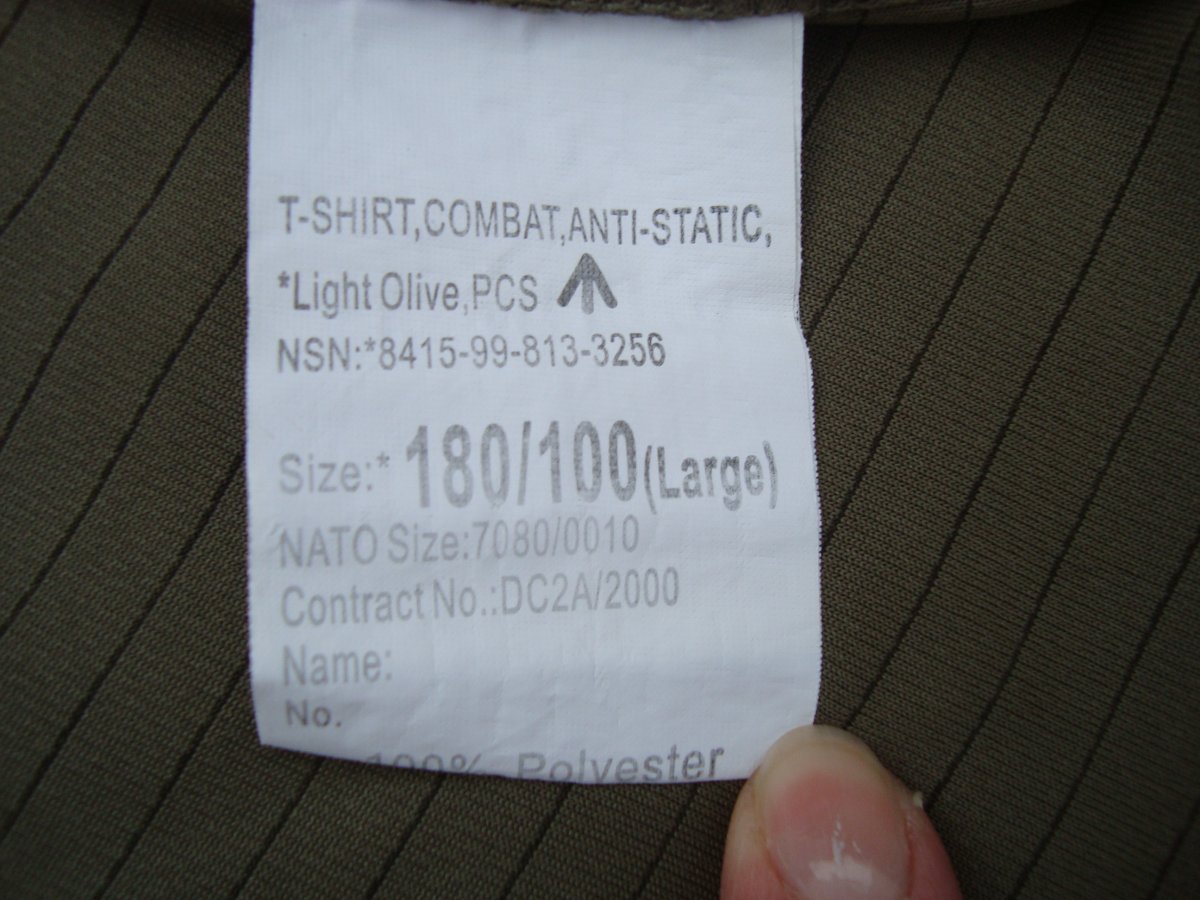 T-SHIRT,COMBAT,ANTI-STATIC,
*Light Olive,PCS
NSN:*8415-99-813-3256
Size:* 180/100(Large)
NATO Size:7080/0010
Contract No.:DC2A/2000
Name:
No.
100% Polyester